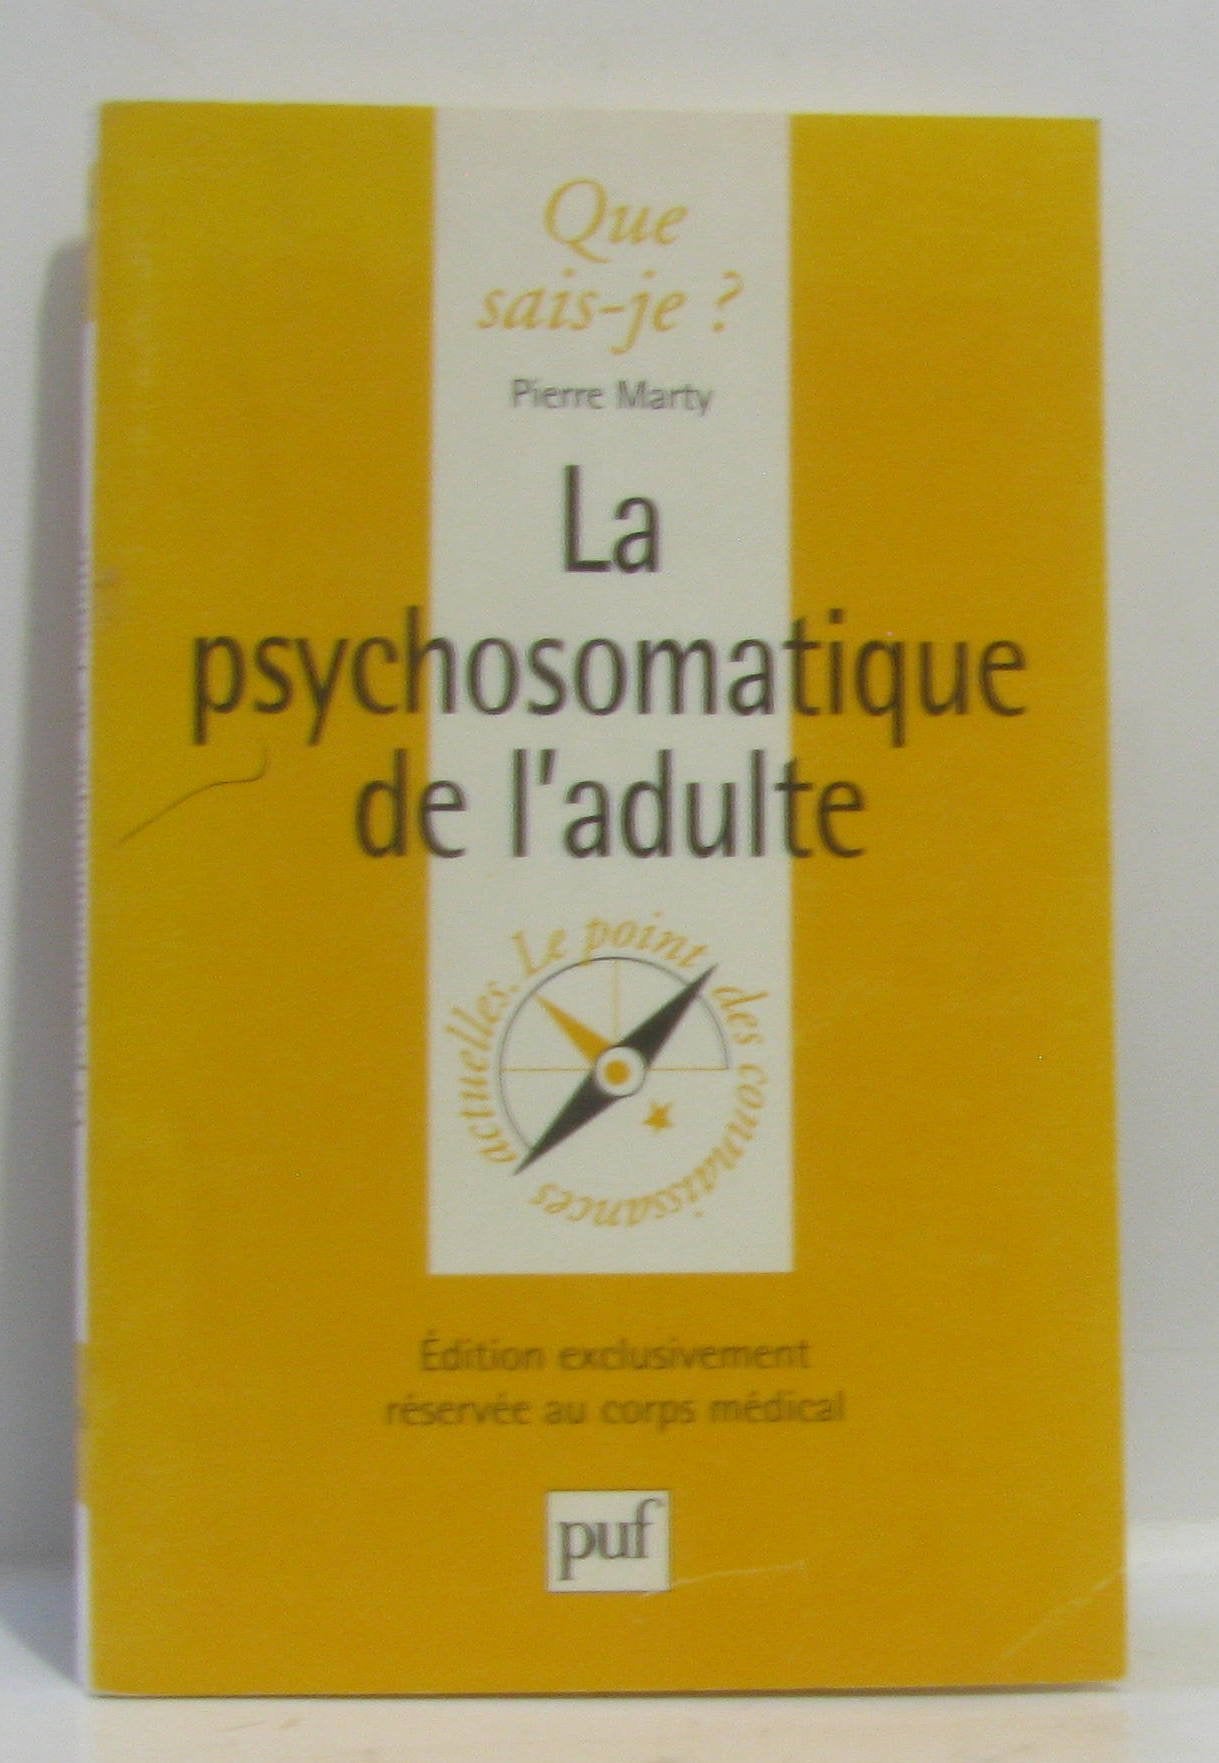 Que
sais-je ?
Pierre Marty
La
psychosomatique
de l'adulte
Le point des connaissances actuelles.
Édition exclusivement
réservée au corps médical
puf